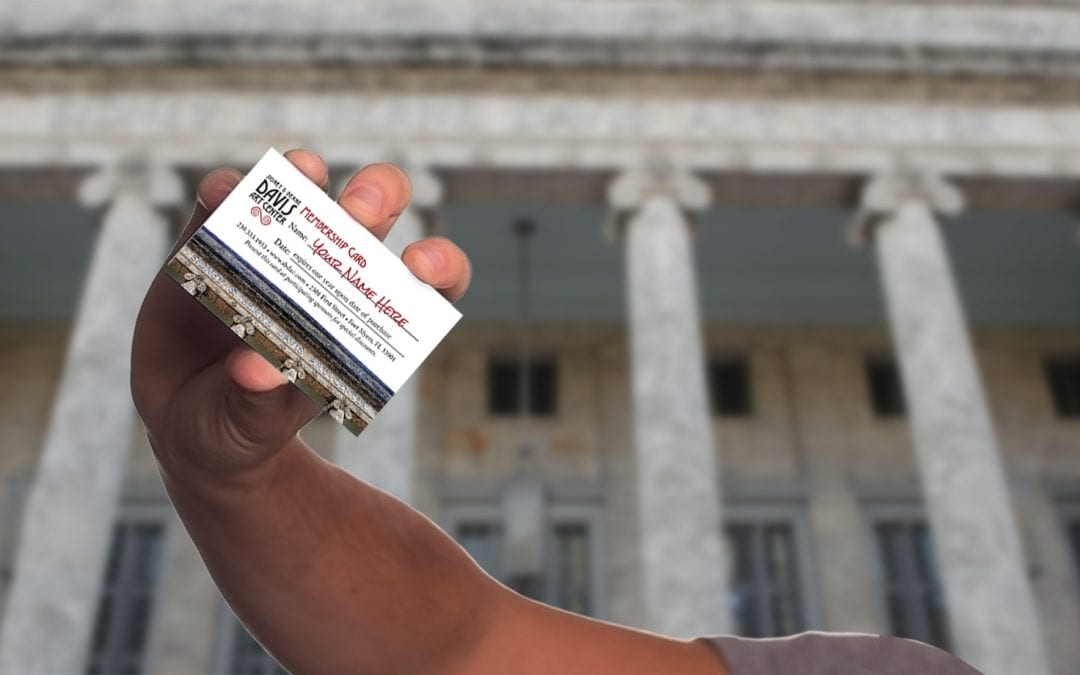 SIDNEY & BERNE
DAVIS
ART CENTER
MEMBERSHIP CARD
Name: YOUR NAME HERE
Date: expires one year upon date of purchase
239.333.1933 • www.sbdac.com • 2301 First Street • Fort Myers, FL 33901
Present this card at participating sponsors for special discounts.